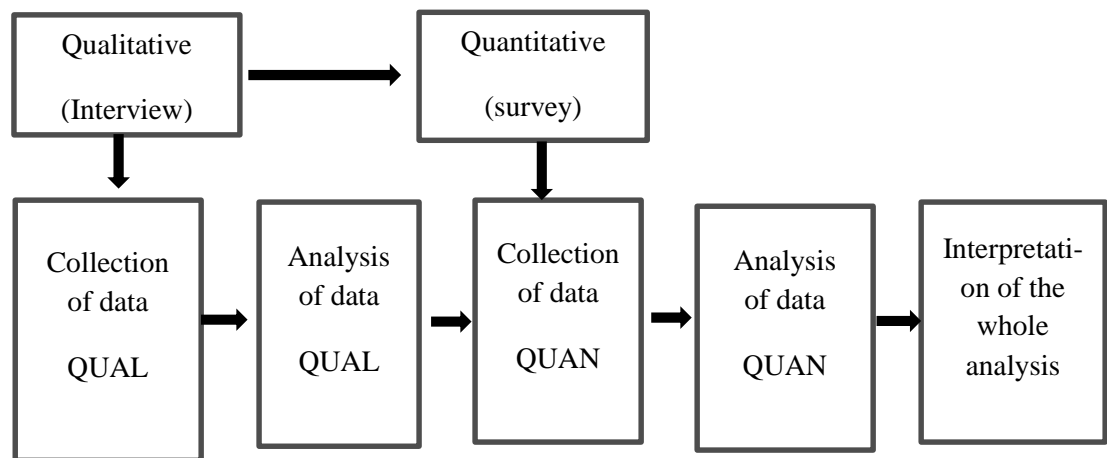 Qualitative
(Interview)
Quantitative
(survey)
Collection
of data
QUAL
Analysis
of data
QUAL
Collection
of data
QUAN
Analysis
of data
QUAN
Interpretati-
on of the
whole
analysis